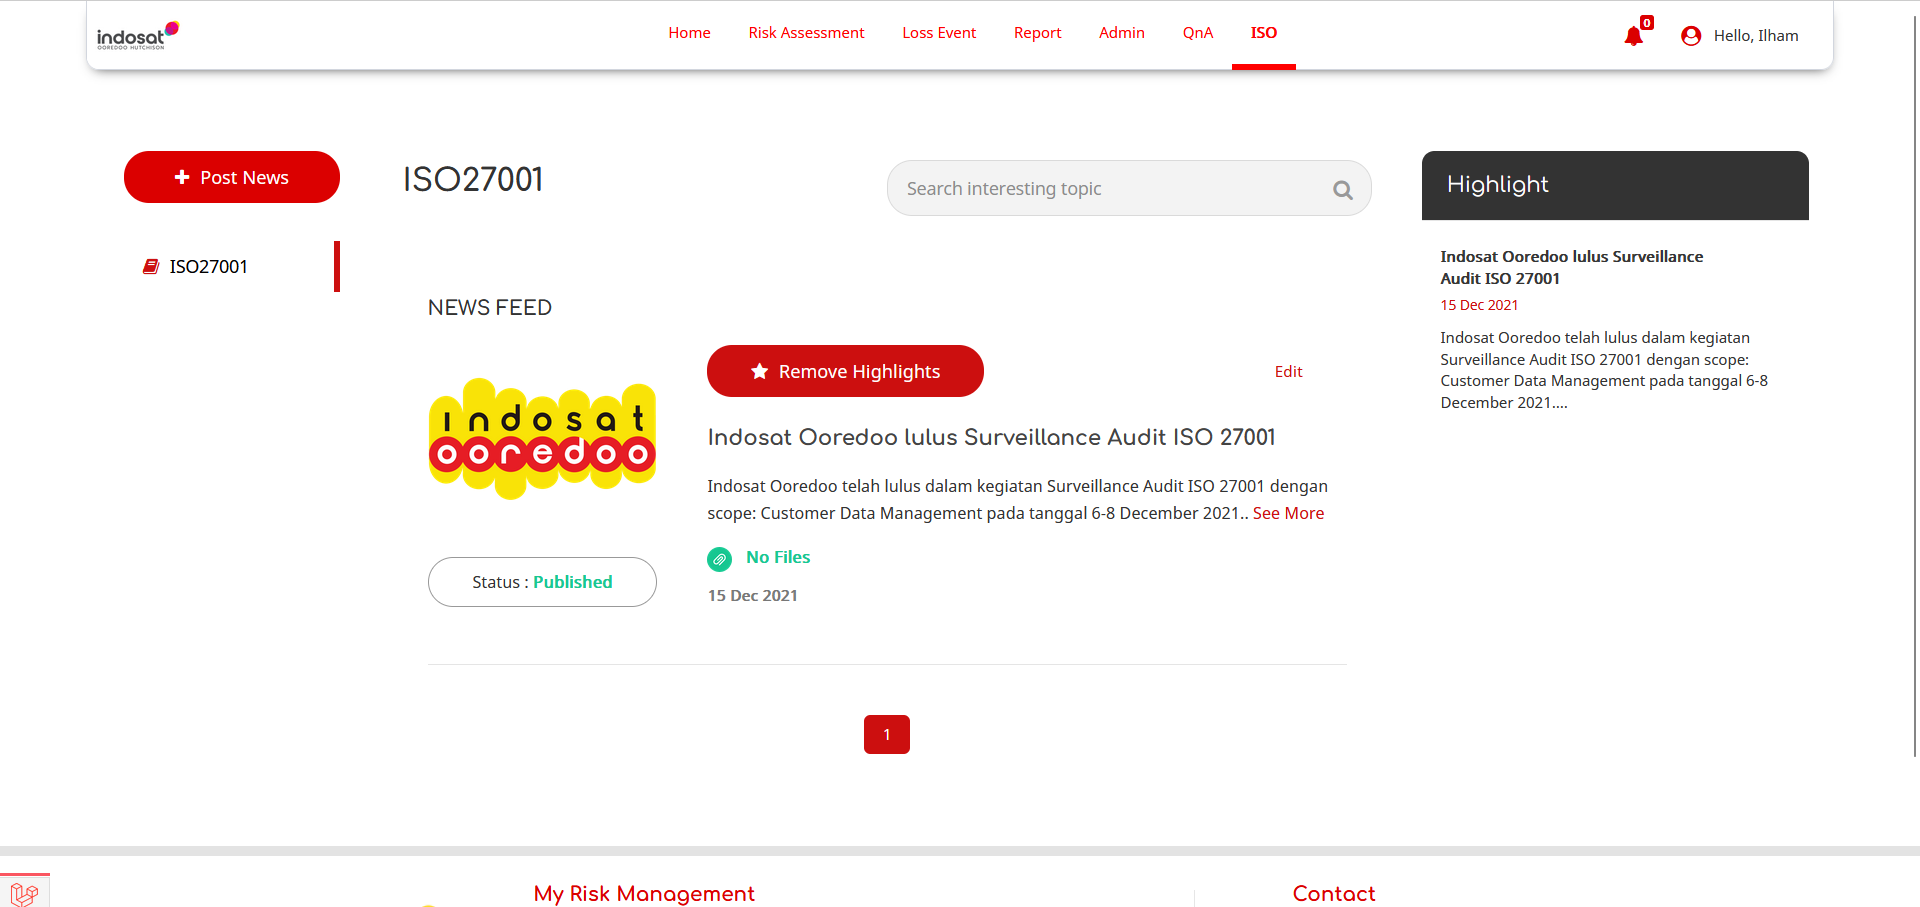 indosat
OOREDOO HUTCHISON
Home
Risk Assessment
Loss Event
Report
Admin
QnA
ISO
0
Hello, Ilham
Post News
ISO27001
ISO27001
Search interesting topic
NEWS FEED
indosat
ooredoo
Status : Published
Remove Highlights
Edit
Indosat Ooredoo lulus Surveillance Audit ISO 27001
Indosat Ooredoo telah lulus dalam kegiatan Surveillance Audit ISO 27001 dengan
scope: Customer Data Management pada tanggal 6-8 December 2021.. See More
No Files
15 Dec 2021
1
Highlight
Indosat Ooredoo lulus Surveillance
Audit ISO 27001
15 Dec 2021
Indosat Ooredoo telah lulus dalam kegiatan
Surveillance Audit ISO 27001 dengan scope:
Customer Data Management pada tanggal 6-8
December 2021....
My Risk Management
Contact